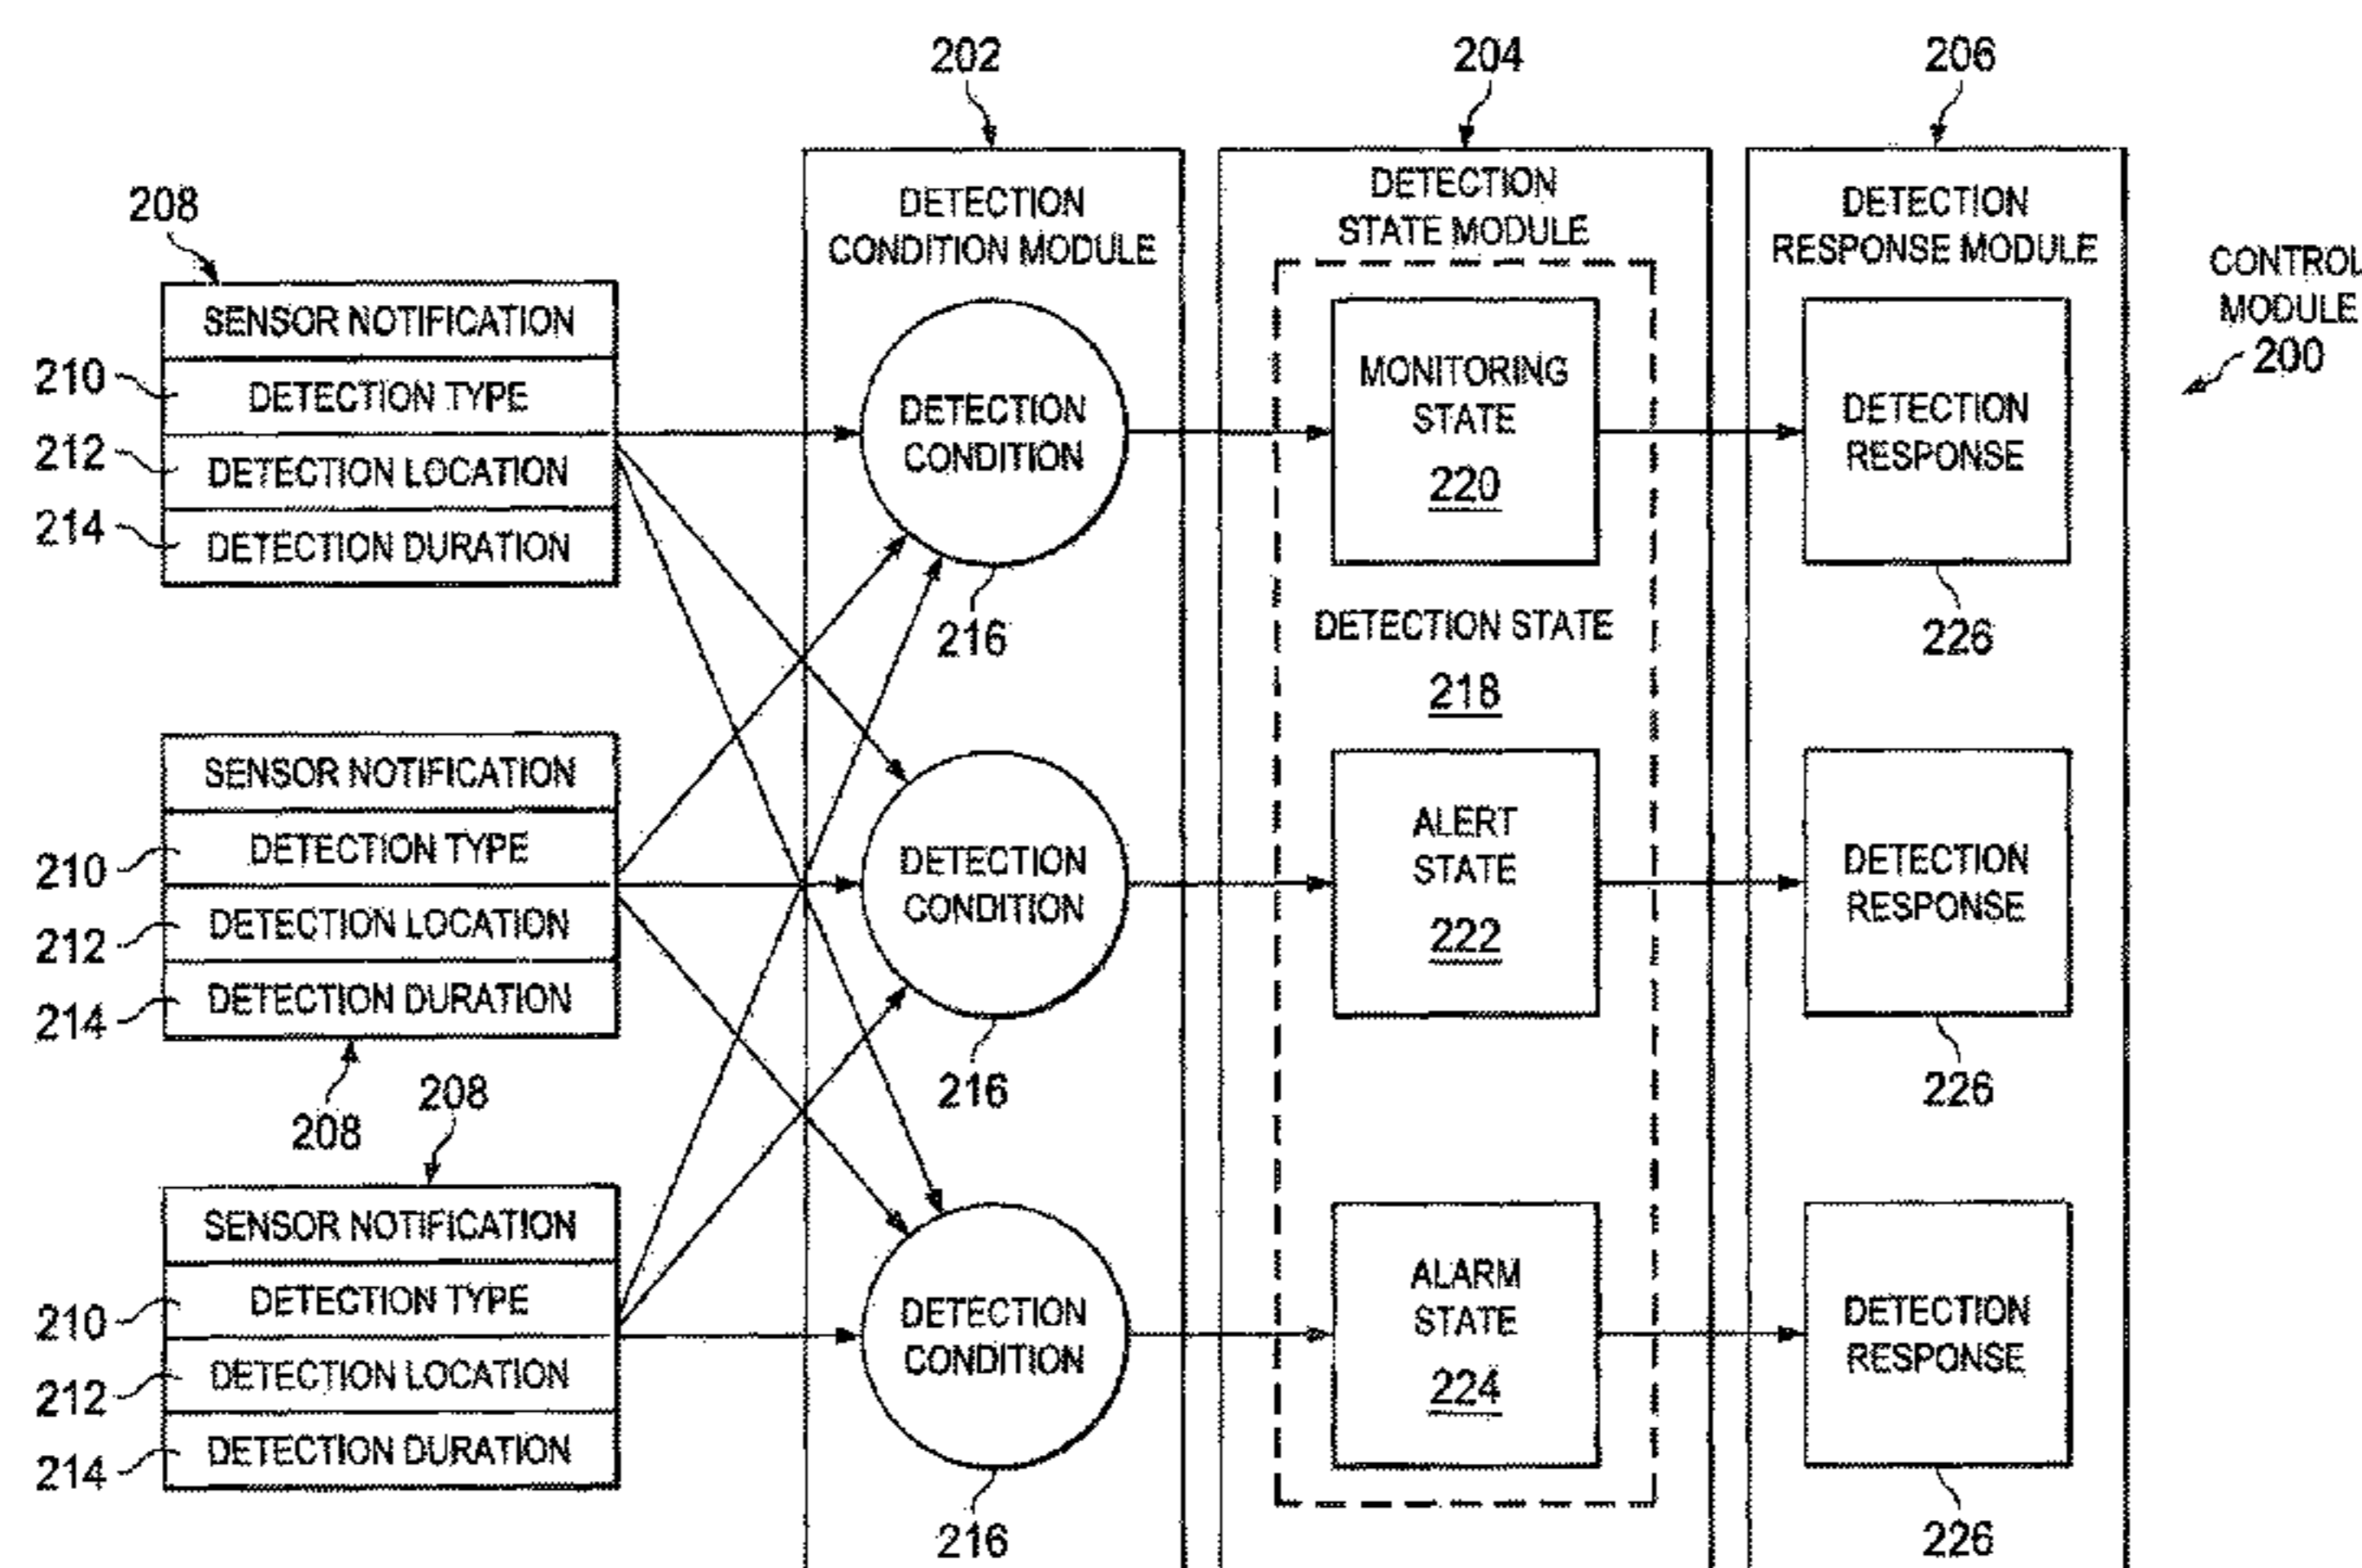 202
204
206
DETECTION
CONDITION MODULE
DETECTION
STATE MODULE
DETECTION
RESPONSE MODULE
CONTROL
MODULE
200
208
SENSOR NOTIFICATION
210
DETECTION TYPE
212
DETECTION LOCATION
214
DETECTION DURATION
DETECTION
CONDITION
216
MONITORING
STATE
220
DETECTION
RESPONSE
226
DETECTION STATE
218
SENSOR NOTIFICATION
210
DETECTION TYPE
212
DETECTION LOCATION
214
DETECTION DURATION
208
DETECTION
CONDITION
216
ALERT
STATE
222
DETECTION
RESPONSE
226
208
SENSOR NOTIFICATION
210
DETECTION TYPE
212
DETECTION LOCATION
214
DETECTION DURATION
DETECTION
CONDITION
216
ALARM
STATE
224
DETECTION
RESPONSE
226